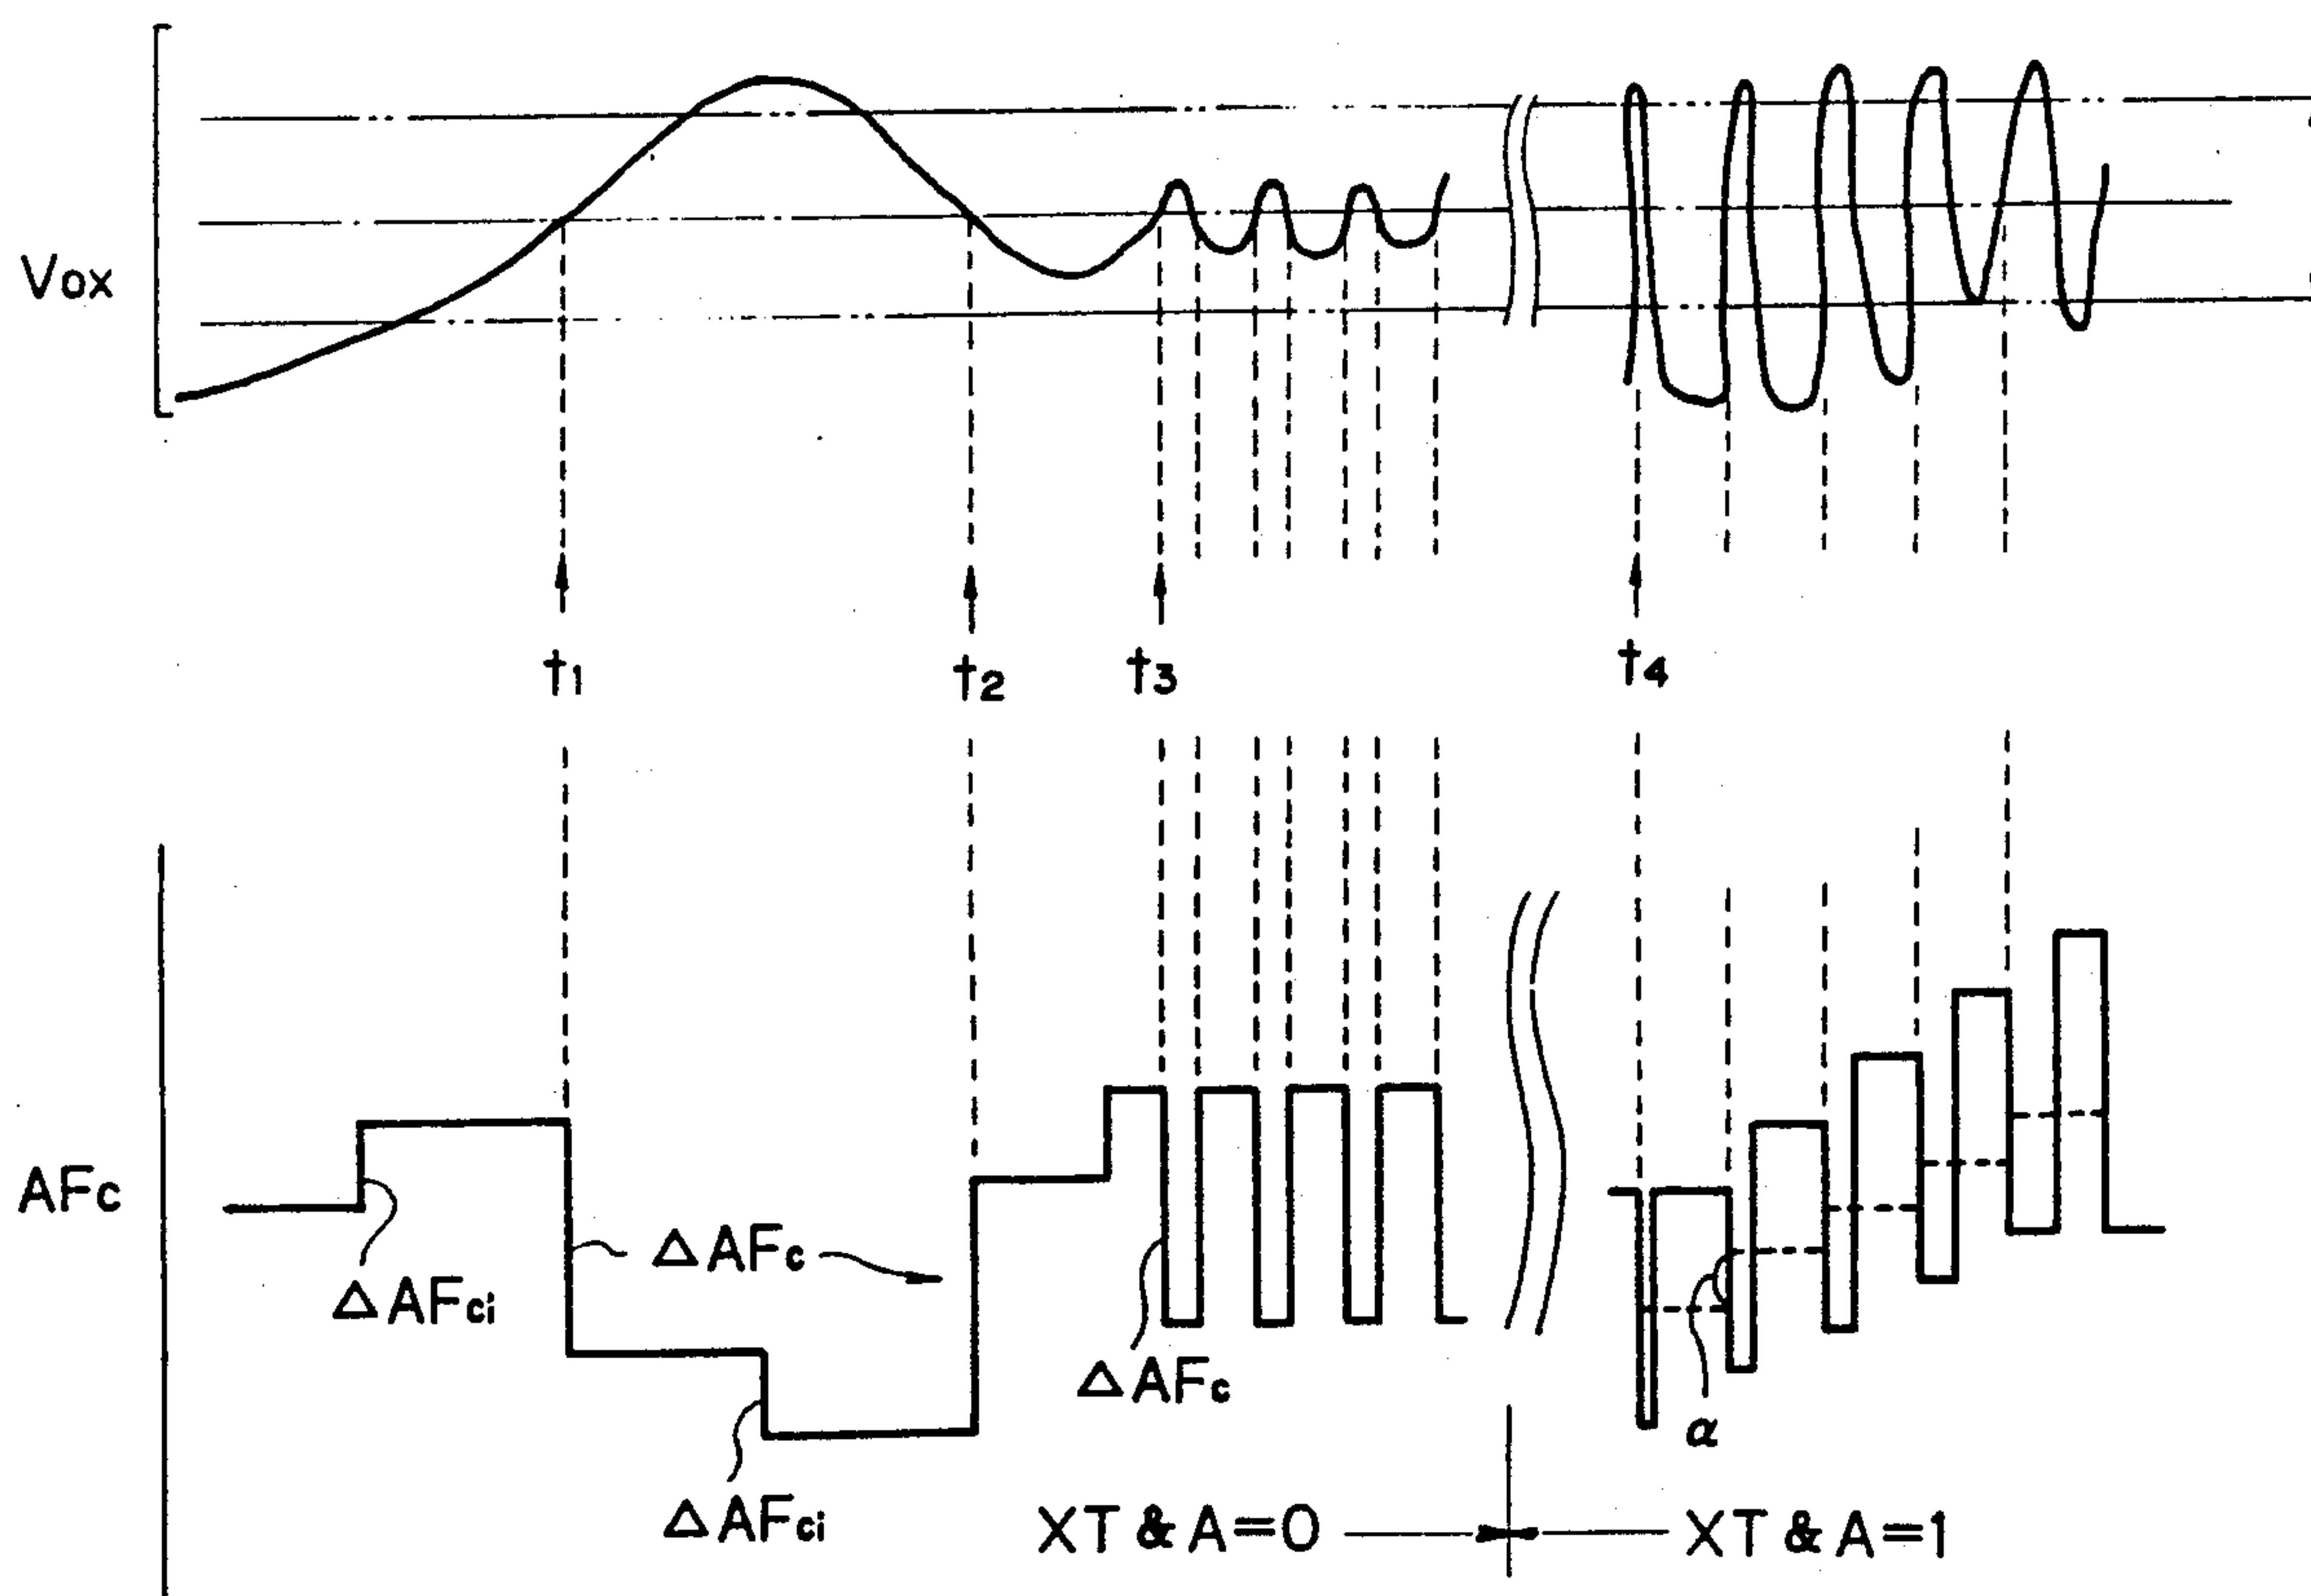 Vox
t1
t2
t3
t4
AFc
ΔAFci
ΔAFc
ΔAFc
ΔAFci
α
XT & A=0
XT & A=1